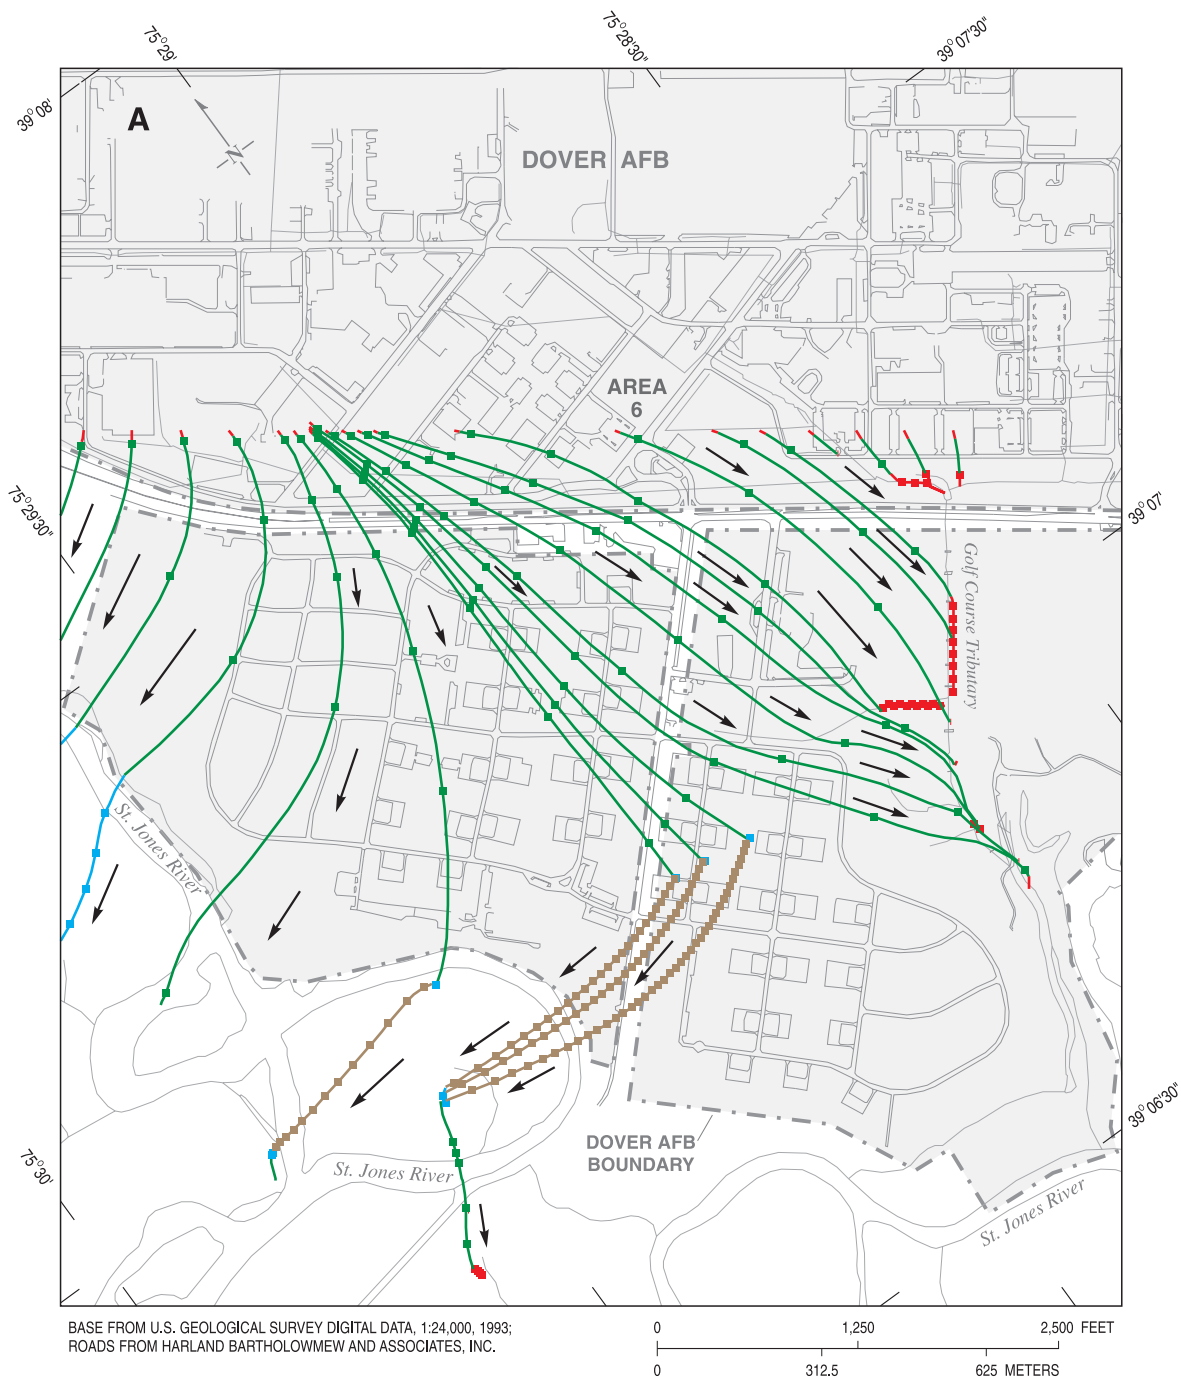 75°29'
75°28'30"
39°07'30"
39°08'
A
DOVER AFB
AREA
6
75°29'30"
39°07'
Golf Course Tributary
St. Jones River
39°06'30"
DOVER AFB
BOUNDARY
75°30'
St. Jones River
St. Jones River
BASE FROM U.S. GEOLOGICAL SURVEY DIGITAL DATA, 1:24,000, 1993;
ROADS FROM HARLAND BARTHOLOWMEW AND ASSOCIATES, INC.
0 1,250 2,500 FEET
0 312.5 625 METERS